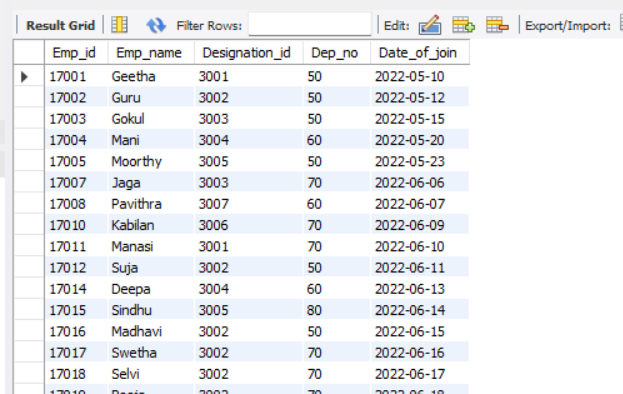 Result Grid Filter Rows: Edit: Export/Import:
Emp_id Emp_name Designation_id Dep_no Date_of_join
17001 Geetha 3001 50 2022-05-10
17002 Guru 3002 50 2022-05-12
17003 Gokul 3003 50 2022-05-15
17004 Mani 3004 60 2022-05-20
17005 Moorthy 3005 50 2022-05-23
17007 Jaga 3003 70 2022-06-06
17008 Pavithra 3007 60 2022-06-07
17010 Kabilan 3006 70 2022-06-09
17011 Manasi 3001 70 2022-06-10
17012 Suja 3002 50 2022-06-11
17014 Deepa 3004 60 2022-06-13
17015 Sindhu 3005 80 2022-06-14
17016 Madhavi 3002 50 2022-06-15
17017 Swetha 3002 70 2022-06-16
17018 Selvi 3002 70 2022-06-17